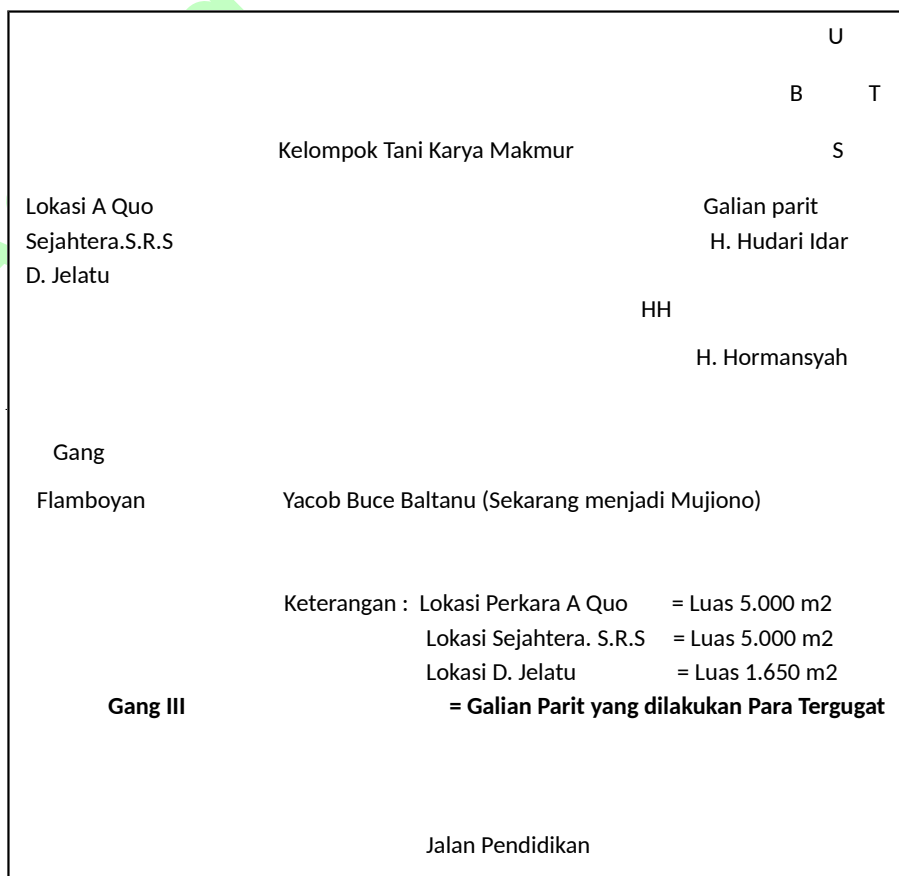 U
B T
Kelompok Tani Karya Makmur S
Lokasi A Quo Galian parit
Sejahtera.S.R.S H. Hudari Idar
D. Jelatu
HH
H. Hormansyah
Gang
Flamboyan Yacob Buce Baltanu (Sekarang menjadi Mujiono)
Keterangan : Lokasi Perkara A Quo = Luas 5.000 m2
Lokasi Sejahtera. S.R.S = Luas 5.000 m2
Lokasi D. Jelatu = Luas 1.650 m2
Gang III = Galian Parit yang dilakukan Para Tergugat
Jalan Pendidikan